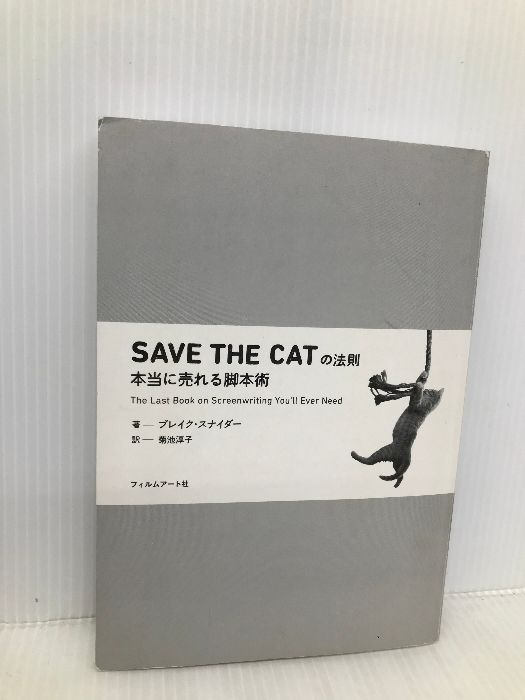 SAVE THE CATの法則
本当に売れる脚本術
The Last Book on Screenwriting You'll Ever Need
著— ブレイク・スナイダー
訳— 菊池淳子
フィルムアート社